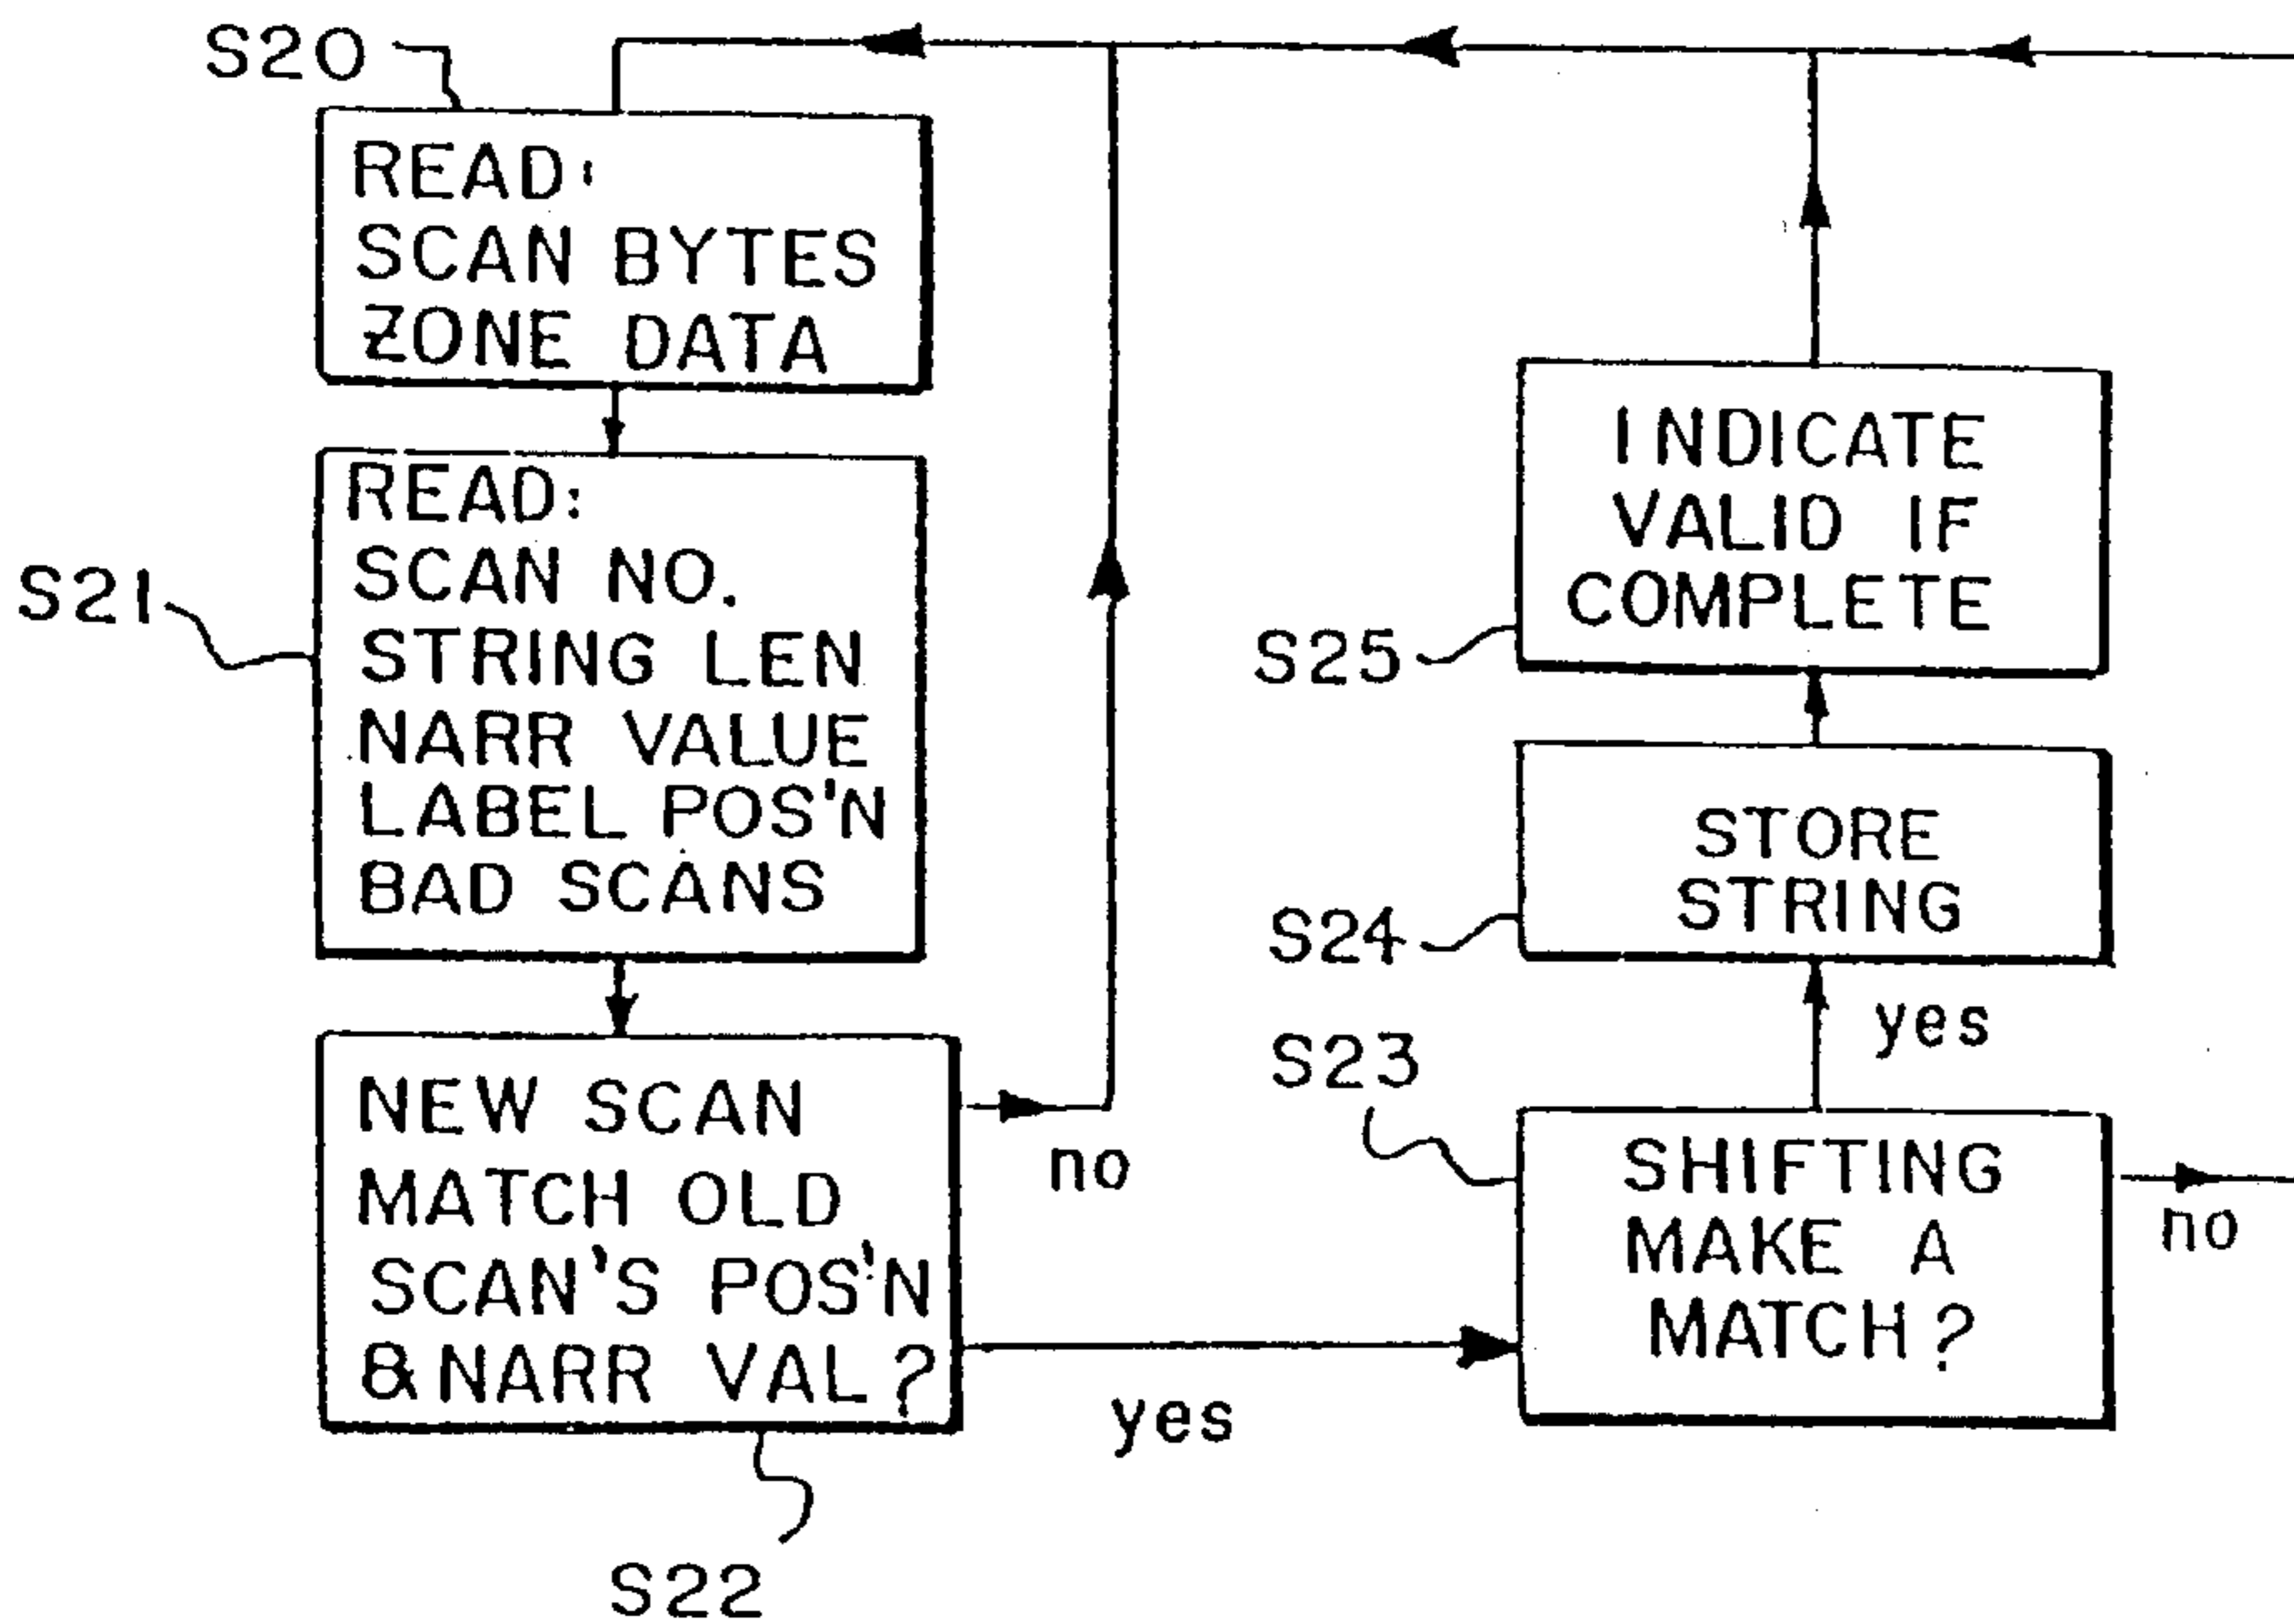 S20
READ:
SCAN BYTES
ZONE DATA
S21
READ:
SCAN NO.
STRING LEN
NARR VALUE
LABEL POS'N
BAD SCANS
NEW SCAN
MATCH OLD
SCAN'S POS'N
& NARR VAL?
no
yes
S22
S25
INDICATE
VALID IF
COMPLETE
S24
STORE
STRING
yes
S23
SHIFTING
MAKE A
MATCH?
no